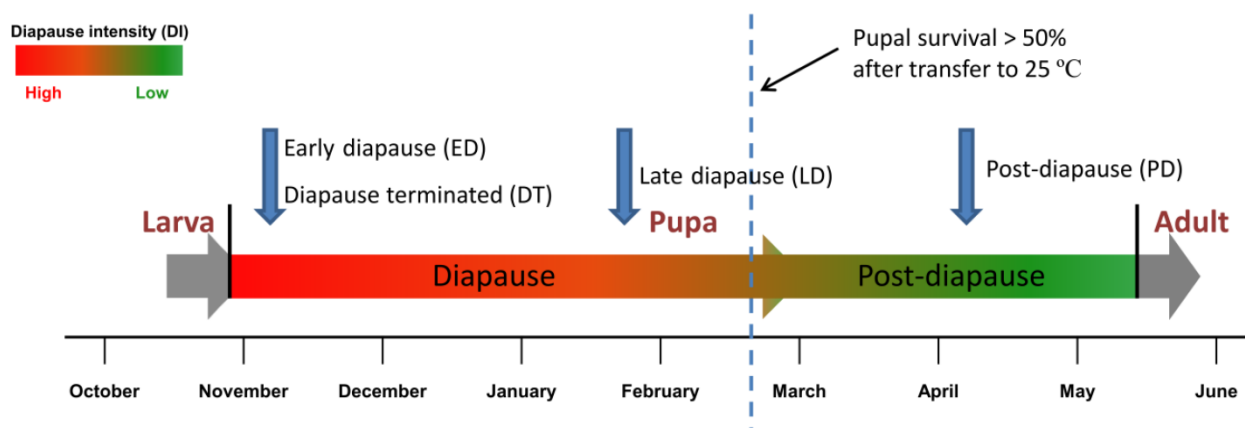 Diapause intensity (DI)
High
Low
Pupal survival > 50%
after transfer to 25 ℃
Early diapause (ED)
Diapause terminated (DT)
Late diapause (LD)
Post-diapause (PD)
Larva
Pupa
Adult
Diapause
Post-diapause
October
November
December
January
February
March
April
May
June